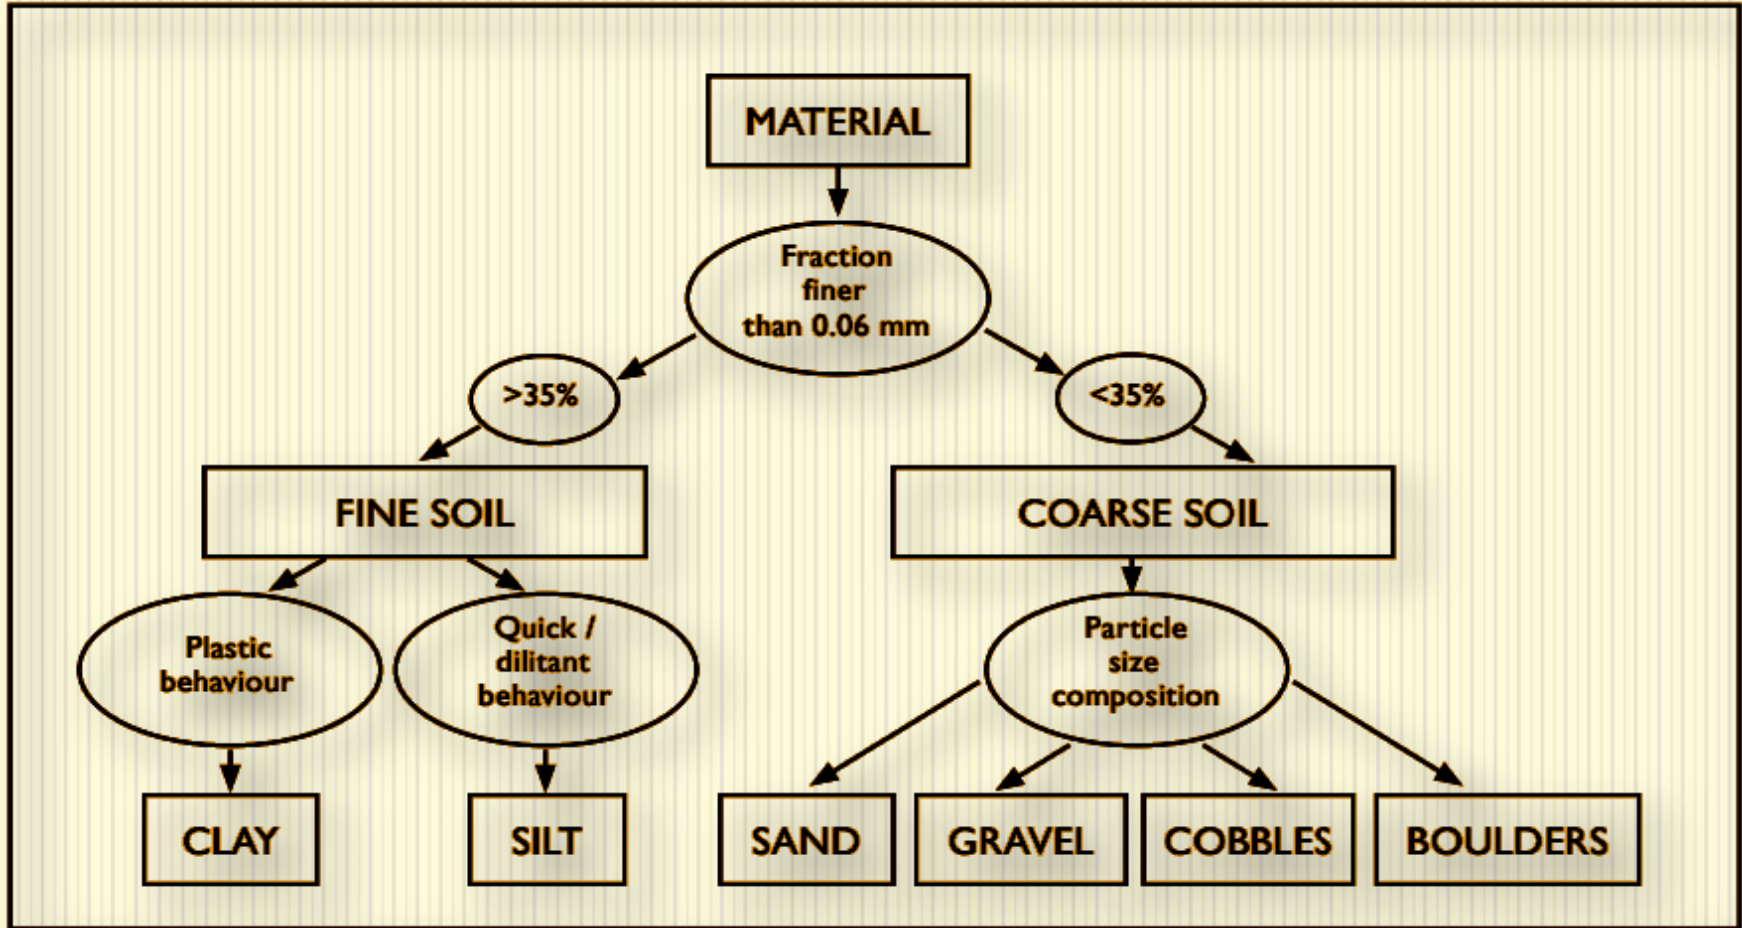 MATERIAL
Fraction
finer
than 0.06 mm
>35%
<35%
FINE SOIL
COARSE SOIL
Plastic
behaviour
Quick /
dilitant
behaviour
Particle
size
composition
CLAY
SILT
SAND
GRAVEL
COBBLES
BOULDERS